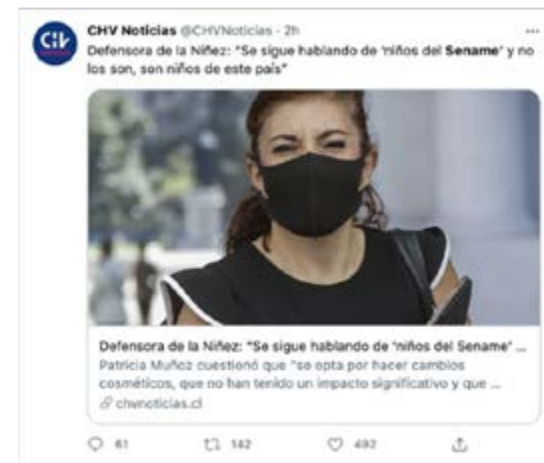 CHV
CHV Noticias @CHVNoticias · 2h
Defensora de la Niñez: "Se sigue hablando de 'niños del Sename' y no
los son, son niños de este país"
Defensora de la Niñez: "Se sigue hablando de 'niños del Sename' ...
Patricia Muñoz cuestionó que "se opta por hacer cambios
cosméticos, que no han tenido un impacto significativo y que ...
chvnoticias.cl
61 142 492